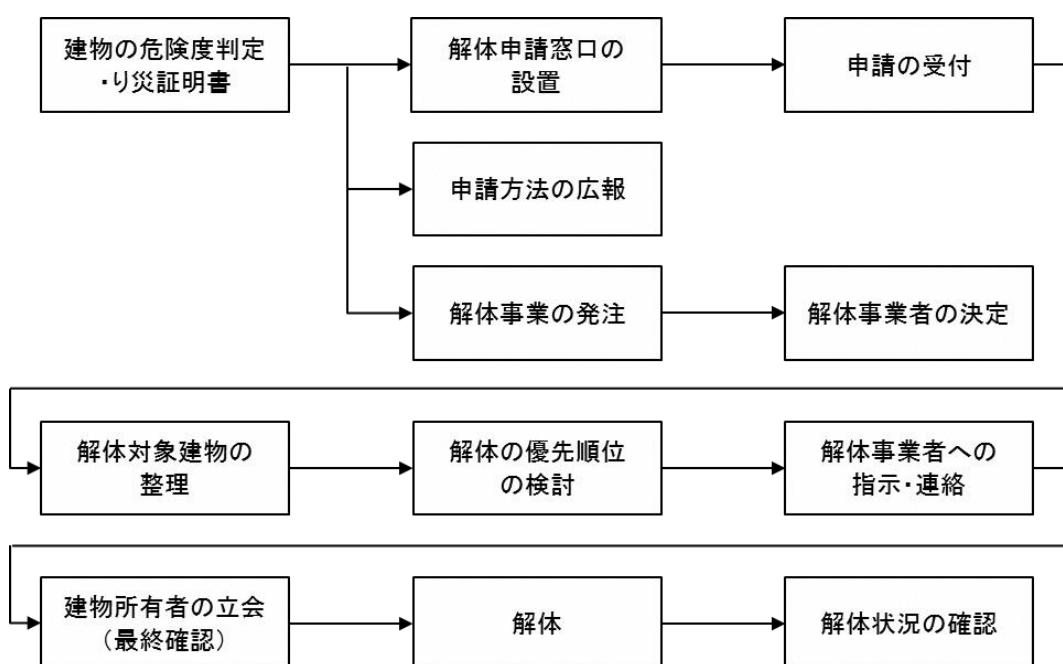 建物の危険度判定
・り災証明書
解体申請窓口の
設置
申請の受付
申請方法の広報
解体事業の発注
解体事業者の決定
解体対象建物の
整理
解体の優先順位
の検討
解体事業者への
指示・連絡
建物所有者の立会
（最終確認）
解体
解体状況の確認